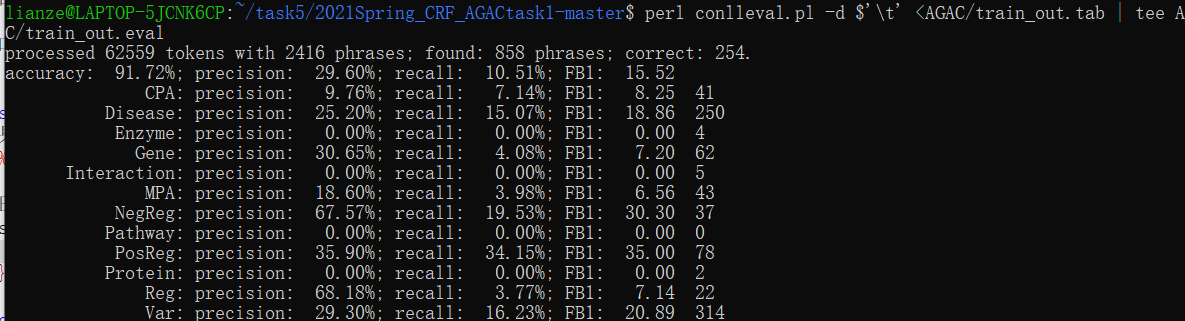 lianze@LAPTOP-5JCNK6CP:~/task5/2021Spring_CRF_AGACtask1-master$ perl conlleval.pl -d $'\t' <AGAC/train_out.tab | tee A
C/train_out.eval
processed 62559 tokens with 2416 phrases; found: 858 phrases; correct: 254.
accuracy:  91.72%; precision:  29.60%; recall:  10.51%; FB1:  15.52
CPA: precision:   9.76%; recall:   7.14%; FB1:   8.25  41
Disease: precision:  25.20%; recall:  15.07%; FB1:  18.86  250
Enzyme: precision:   0.00%; recall:   0.00%; FB1:   0.00  4
Gene: precision:  30.65%; recall:   4.08%; FB1:   7.20  62
Interaction: precision:   0.00%; recall:   0.00%; FB1:   0.00  5
MPA: precision:  18.60%; recall:   3.98%; FB1:   6.56  43
NegReg: precision:  67.57%; recall:  19.53%; FB1:  30.30  37
Pathway: precision:   0.00%; recall:   0.00%; FB1:   0.00  0
PosReg: precision:  35.90%; recall:  34.15%; FB1:  35.00  78
Protein: precision:   0.00%; recall:   0.00%; FB1:   0.00  2
Reg: precision:  68.18%; recall:   3.77%; FB1:   7.14  22
Var: precision:  29.30%; recall:  16.23%; FB1:  20.89  314